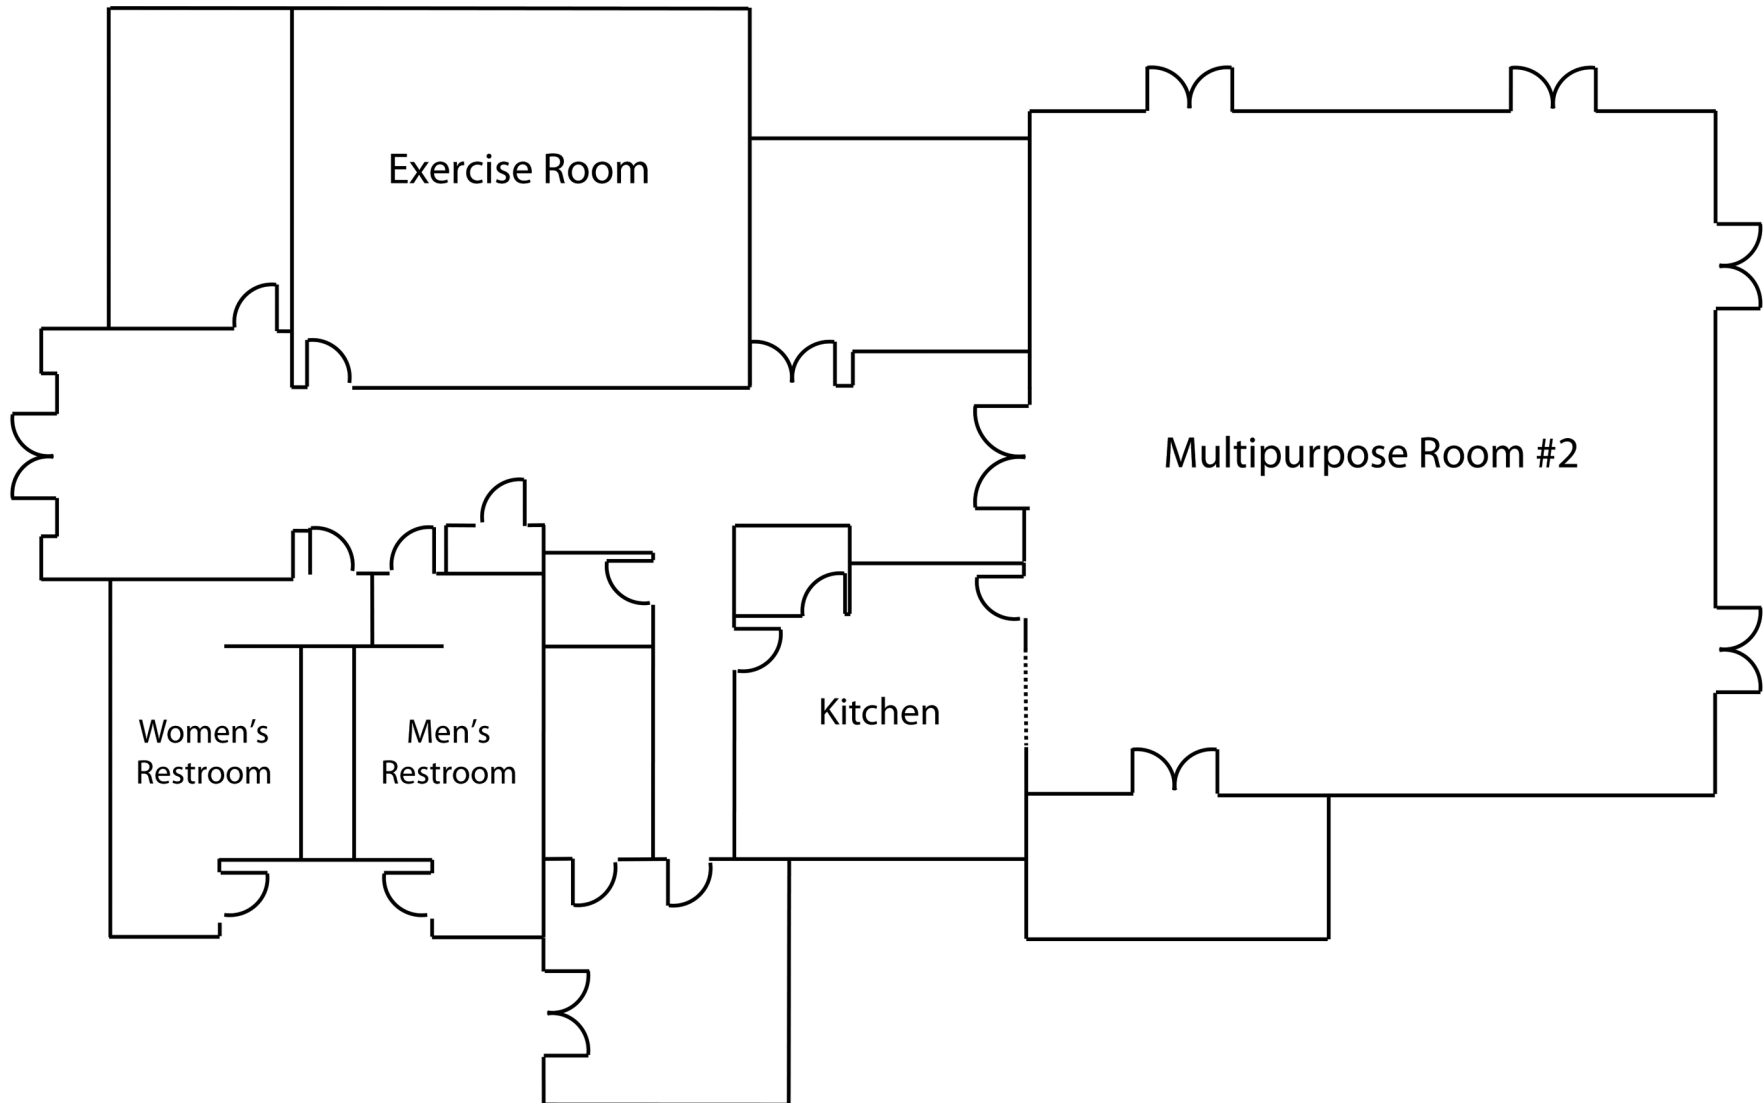 Exercise Room
Multipurpose Room #2
Kitchen
Women’s
Restroom
Men’s
Restroom